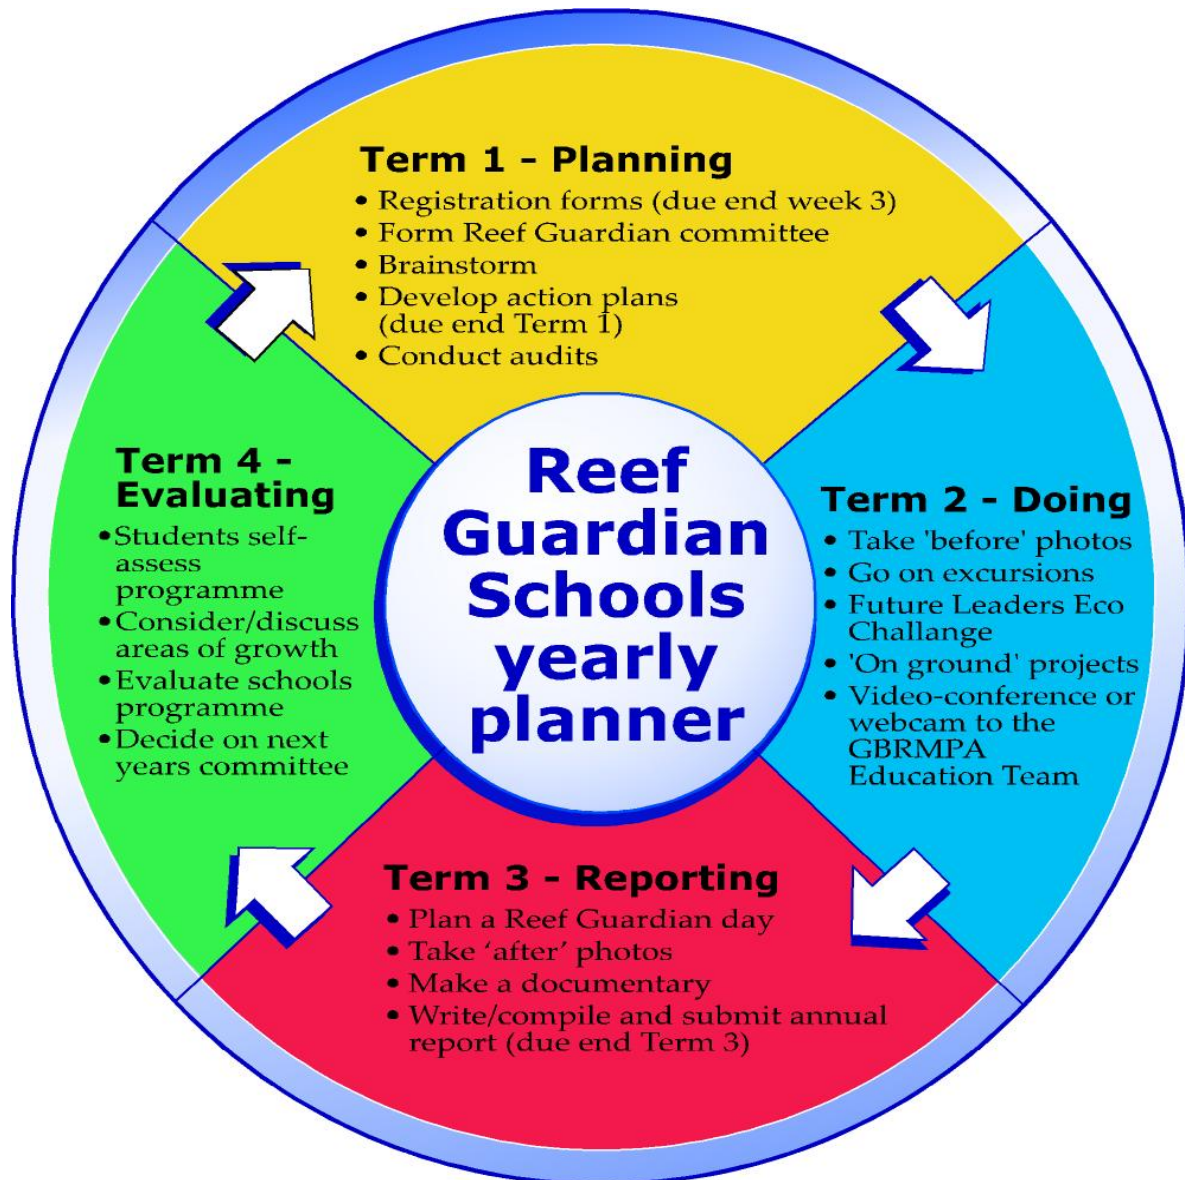 Term 1 - Planning
• Registration forms (due end week 3)
• Form Reef Guardian committee
• Brainstorm
• Develop action plans
(due end Term 1)
• Conduct audits
Reef
Guardian
Schools
yearly
planner
Term 2 - Doing
• Take 'before' photos
• Go on excursions
• Future Leaders Eco
Challange
• 'On ground' projects
• Video-conference or
webcam to the
GBRMPA
Education Team
Term 3 - Reporting
• Plan a Reef Guardian day
• Take ‘after’ photos
• Make a documentary
• Write/compile and submit annual
report (due end Term 3)
Term 4 -
Evaluating
• Students self-
assess
programme
• Consider/discuss
areas of growth
• Evaluate schools
programme
• Decide on next
years committee